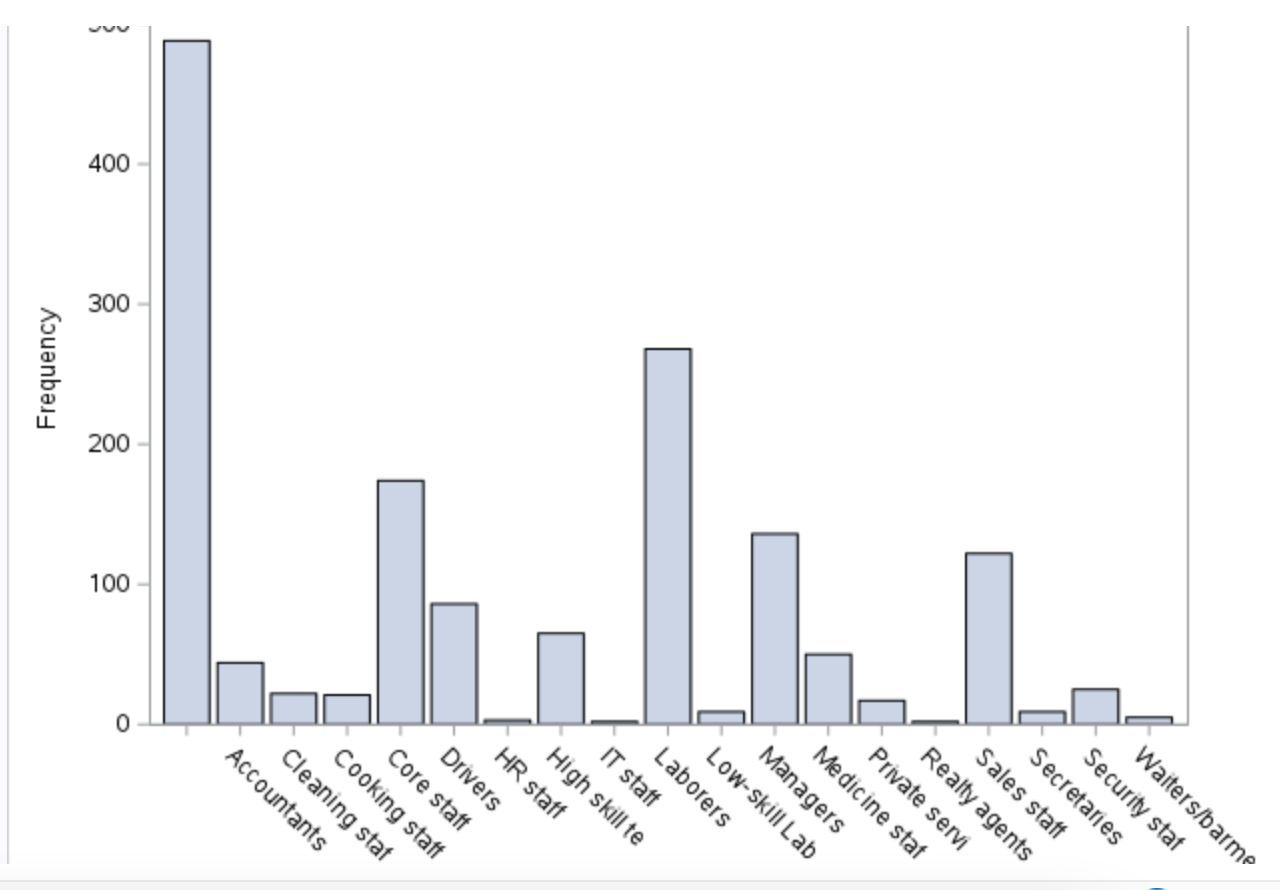 400
300
200
100
0
Frequency
Accountants
Cleaning staf
Cooking staff
Core staff
Drivers
HR staff
High skill te
IT staff
Laborers
Low-skill Lab
Managers
Medicine staf
Private servi
Realty agents
Sales staff
Secretaries
Security staf
Waiters/barme